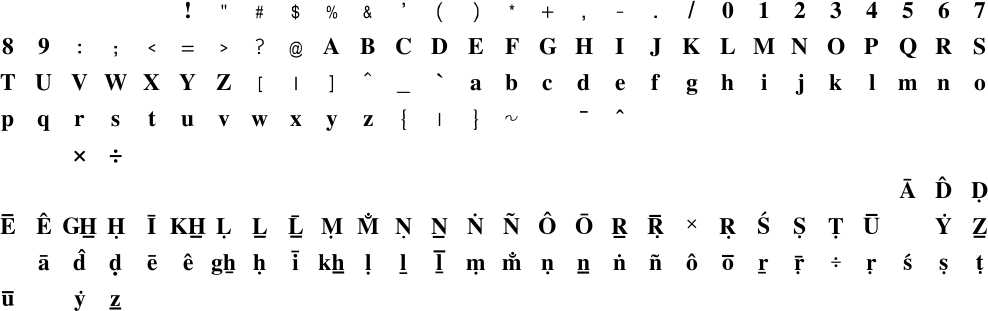 ! " # $ % & ' ( ) * + , - . / 0 1 2 3 4 5 6 7
8 9 : ; < = > ? @ A B C D E F G H I J K L M N O P Q R S
T U V W X Y Z [ | ] ^ _ ` a b c d e f g h i j k l m n o
p q r s t u v w x y z { | } ~ ¯ ˆ
× ÷
Ā D̂ Ḍ
Ē Ê GH̲ Ḥ Ī KH̲ Ḷ L̲ L̲̄ Ṃ M̐ Ṇ Ṉ Ṅ Ñ Ô Ō R̲ Ṝ × Ṛ Ś Ṣ Ṭ Ū Ẏ Z̲
ā d̂ ḍ ē ê gh̲ ḥ ī kh̲ ḷ l̲ l̲̄ ṃ m̐ ṇ n̲ ṅ ñ ô ō r̲ ṝ ÷ ṛ ś ṣ ṭ
ū ẏ z̲